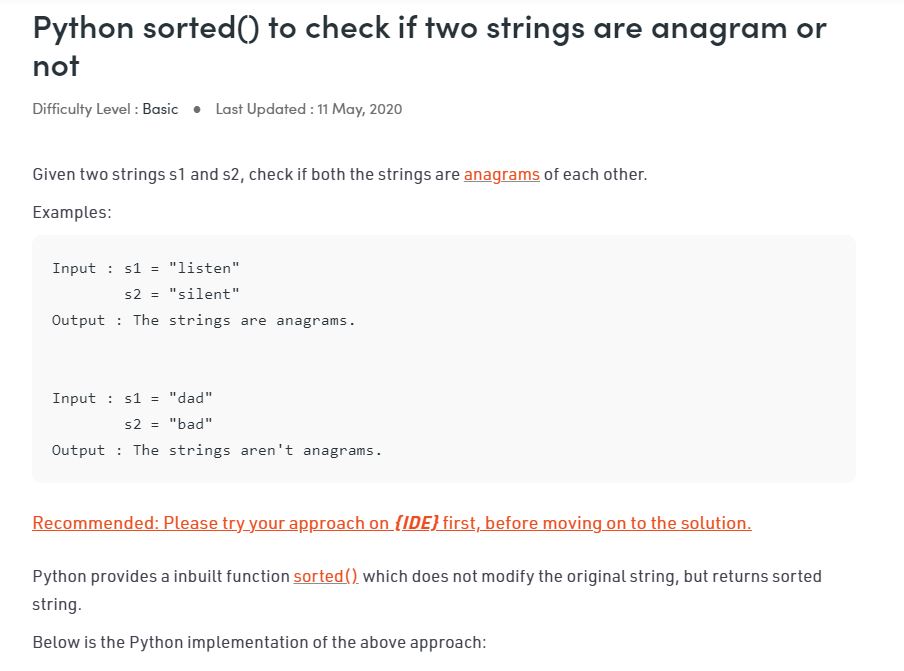 Python sorted() to check if two strings are anagram or
not
Difficulty Level : Basic ● Last Updated : 11 May, 2020
Given two strings s1 and s2, check if both the strings are anagrams of each other.
Examples:
Input : s1 = "listen"
s2 = "silent"
Output : The strings are anagrams.
Input : s1 = "dad"
s2 = "bad"
Output : The strings aren't anagrams.
Recommended: Please try your approach on {IDE} first, before moving on to the solution.
Python provides a inbuilt function sorted() which does not modify the original string, but returns sorted
string.
Below is the Python implementation of the above approach: